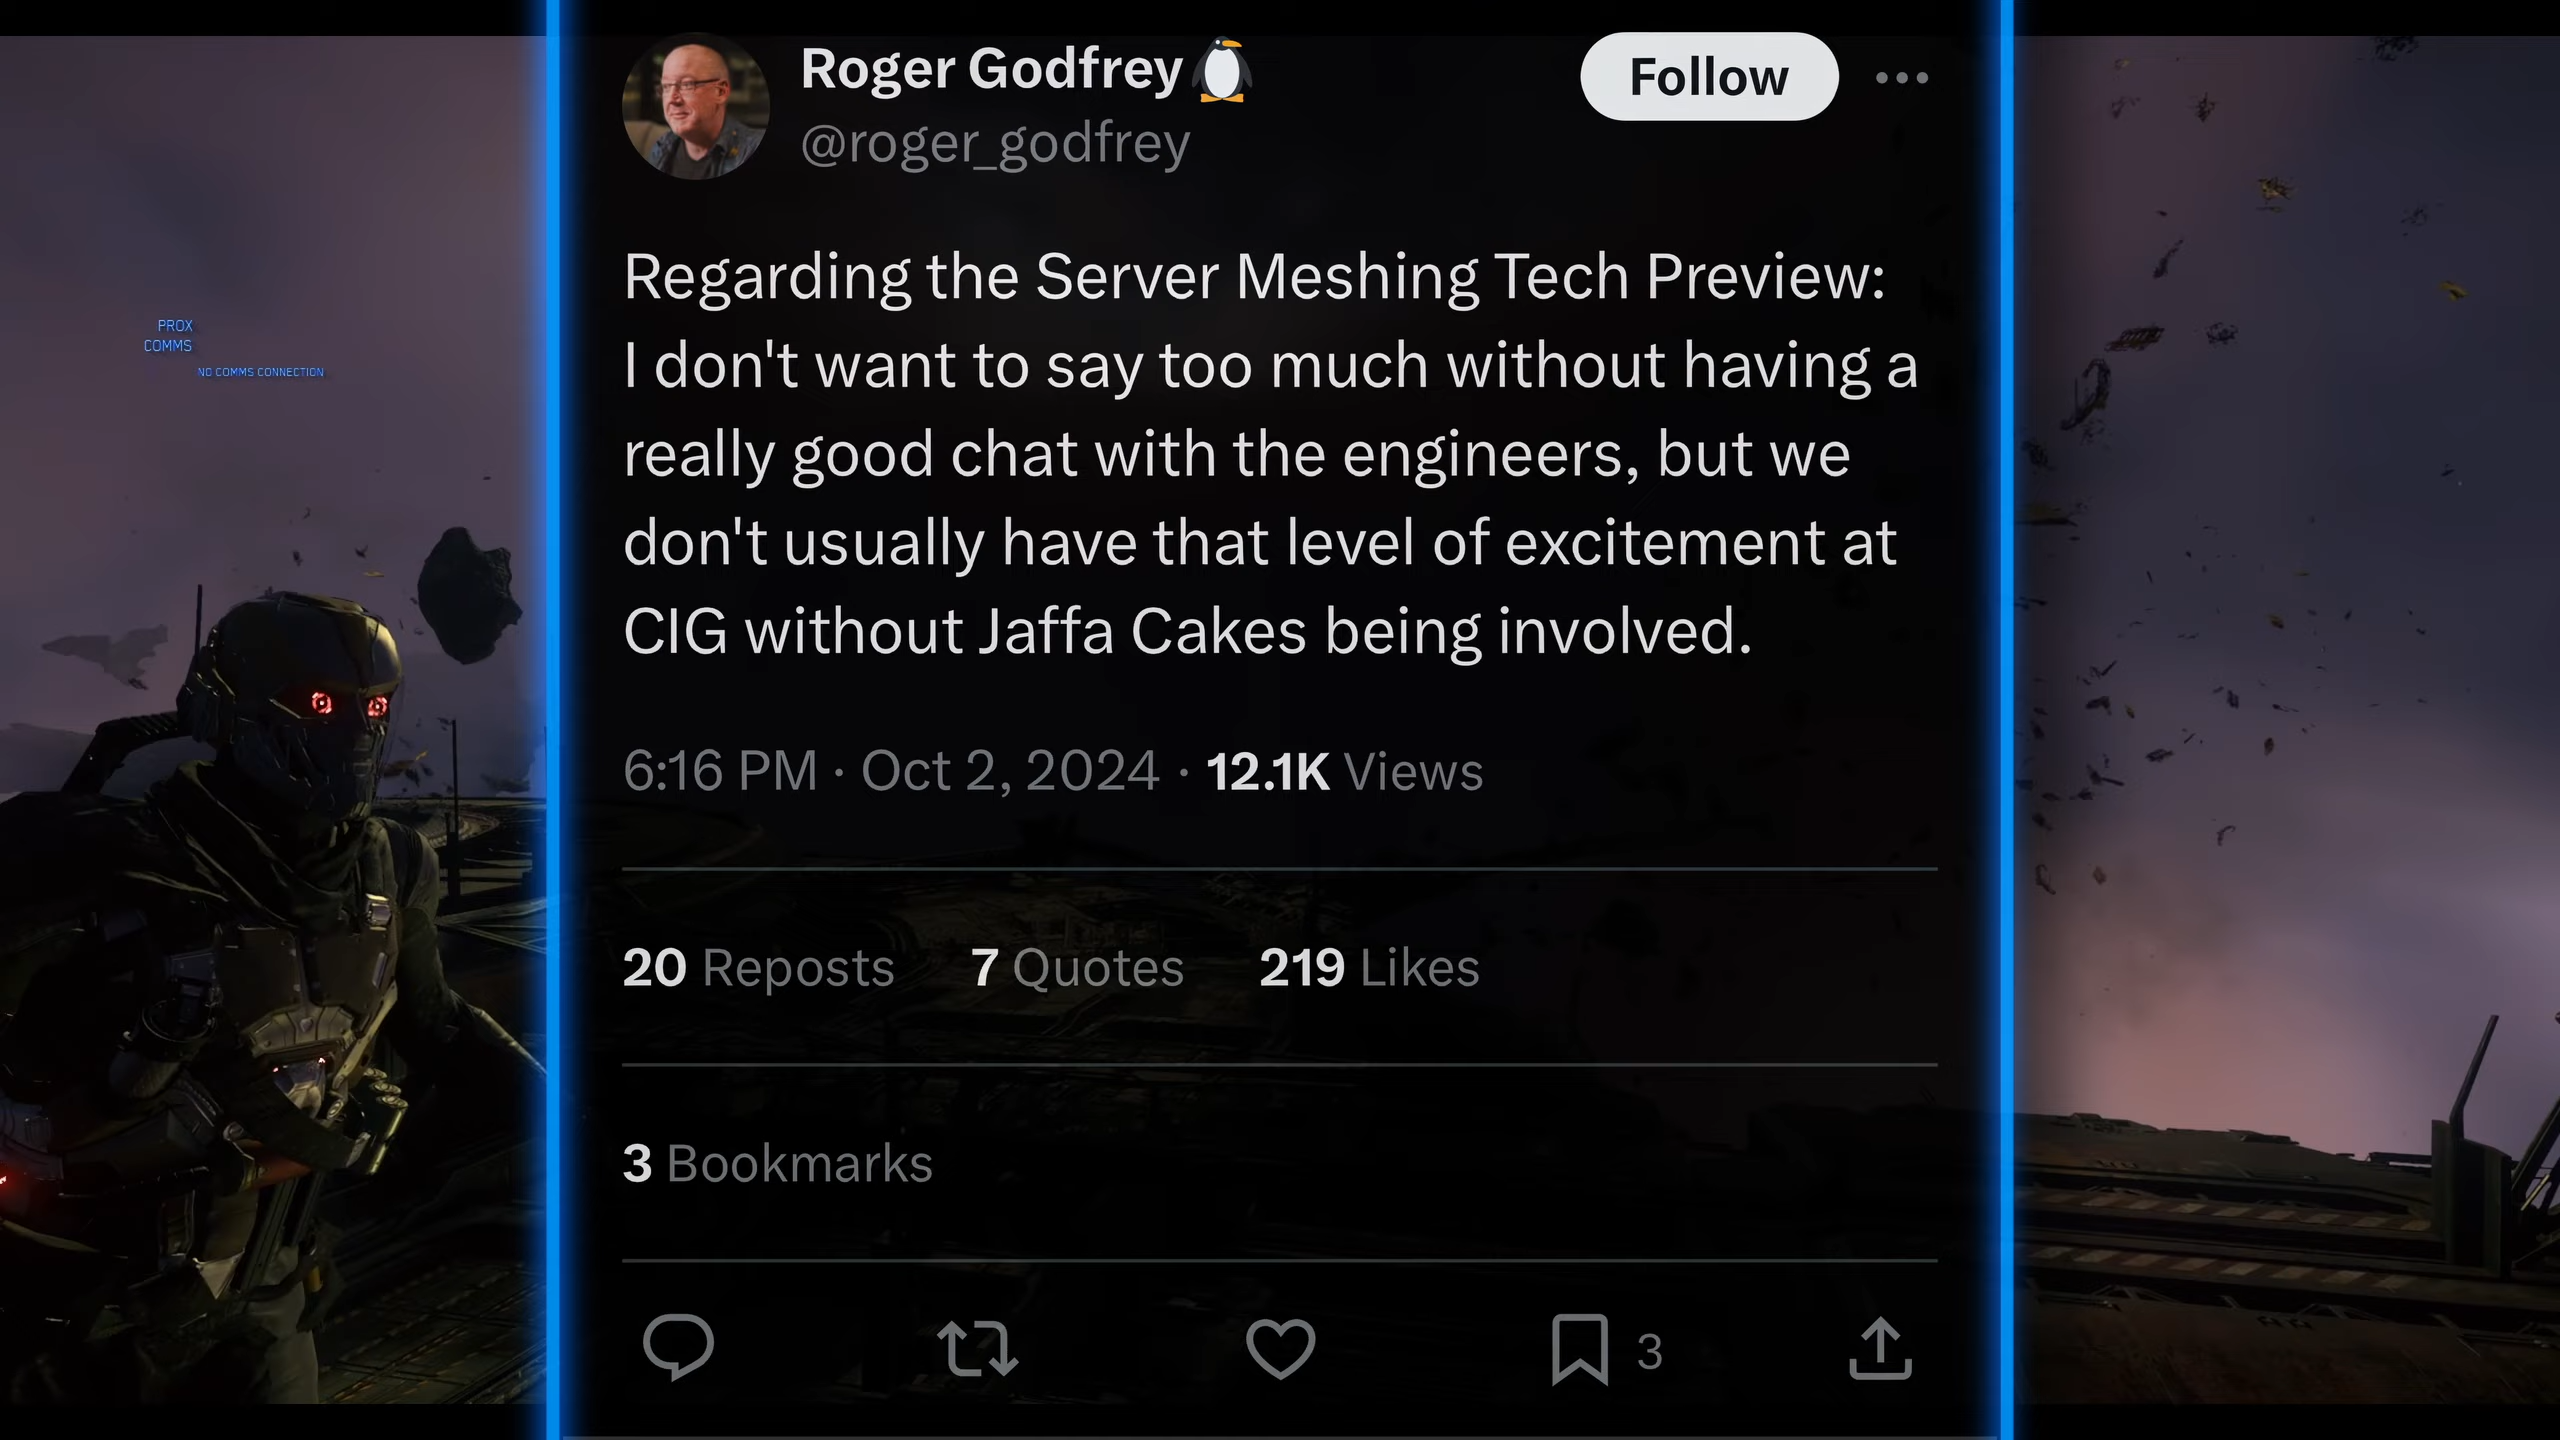 Roger Godfrey🐧
@roger_godfrey
Follow
Regarding the Server Meshing Tech Preview:
I don't want to say too much without having a
really good chat with the engineers, but we
don't usually have that level of excitement at
CIG without Jaffa Cakes being involved.
6:16 PM · Oct 2, 2024 · 12.1K Views
20 Reposts 7 Quotes 219 Likes
3 Bookmarks
3
PROX
COMMS
NO COMMS CONNECTION